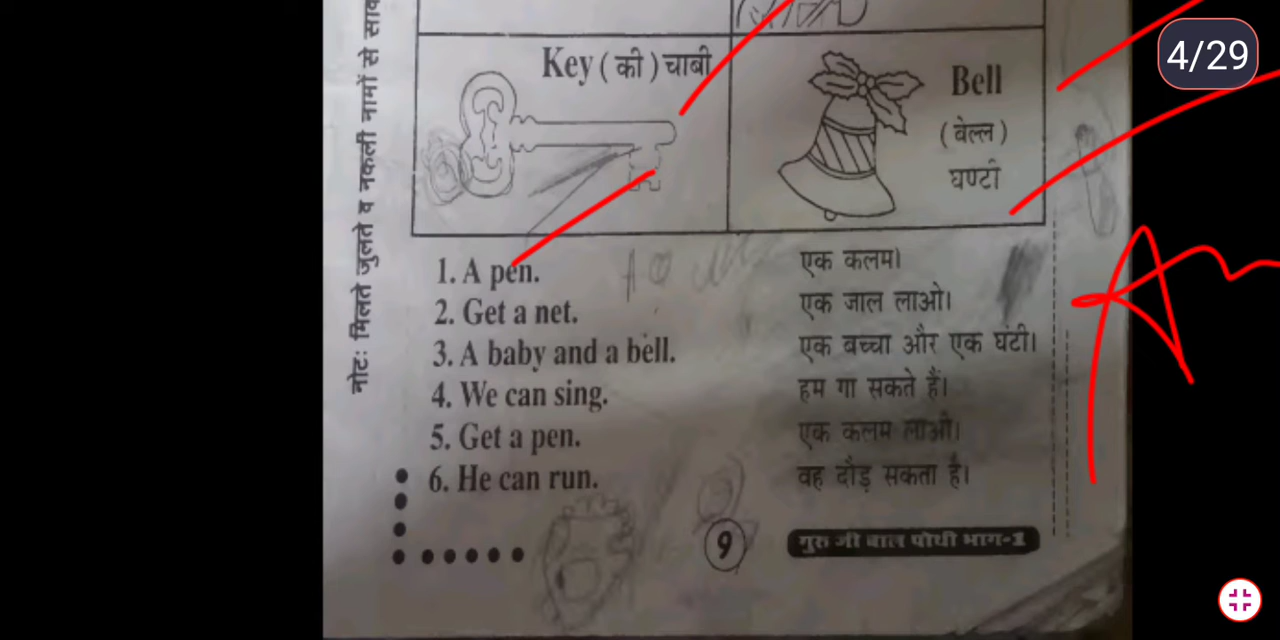 4/29
Key ( की ) चाबी
Bell
( बेल्ल )
घण्टी
1. A pen. एक कलम।
2. Get a net. एक जाल लाओ।
3. A baby and a bell. एक बच्चा और एक घंटी।
4. We can sing. हम गा सकते हैं।
5. Get a pen. एक कलम लाओ।
6. He can run. वह दौड़ सकता है।
9
गुरु जी बाल पोथी भाग-1
नोटः मिलते जुलते व नकली नामों से